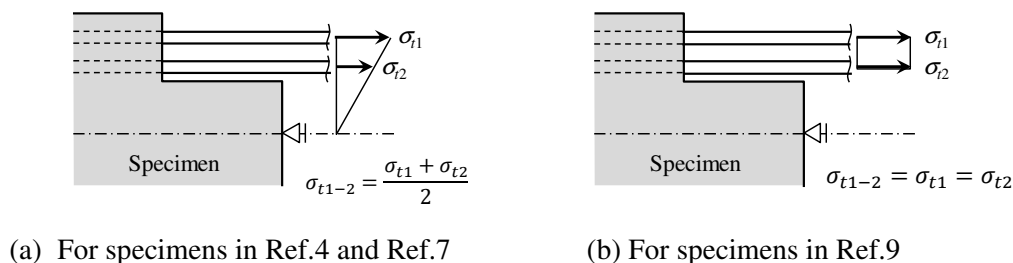 σt1
σt2
Specimen
σt1−2 = (σt1 + σt2)/2
(a) For specimens in Ref.4 and Ref.7
σt1
σt2
Specimen
σt1−2 = σt1 = σt2
(b) For specimens in Ref.9